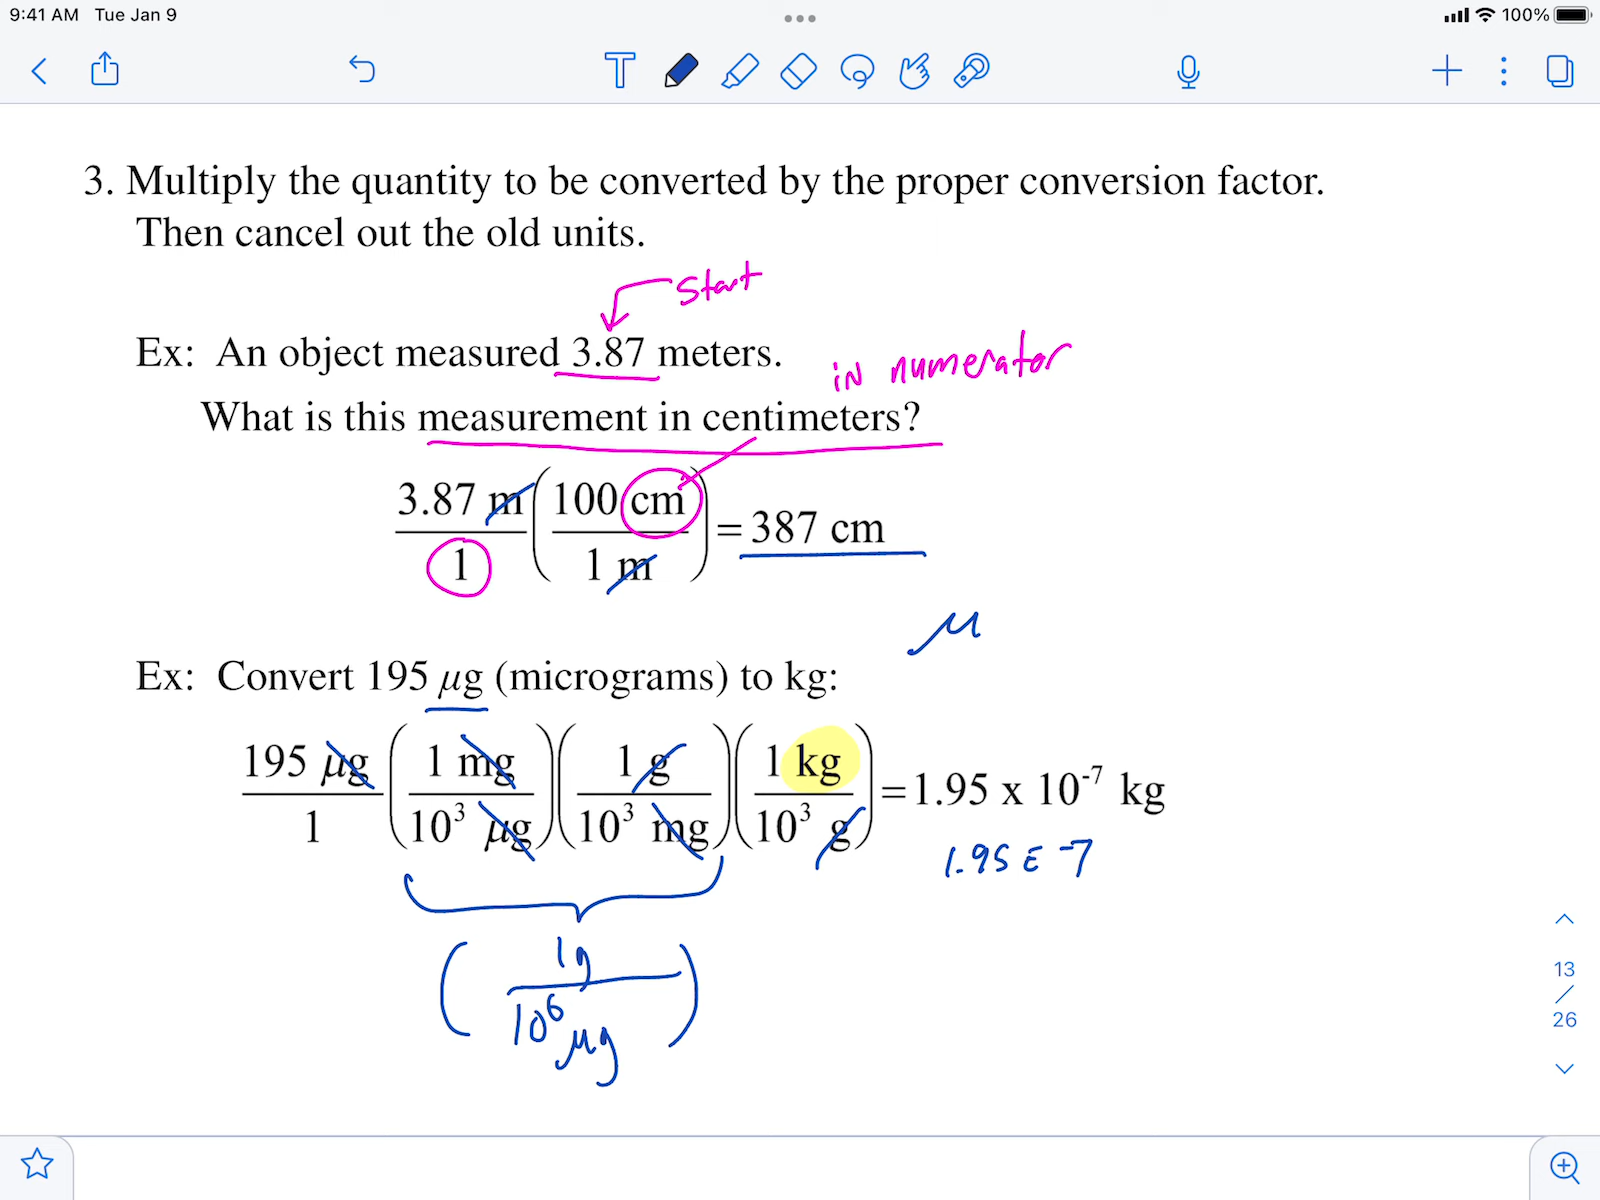 9:41 AM Tue Jan 9
100%
3. Multiply the quantity to be converted by the proper conversion factor.
Then cancel out the old units.
Start
Ex: An object measured 3.87 meters.
in numerator
What is this measurement in centimeters?
3.87 m / 1 (100 cm / 1 m) = 387 cm
μ
Ex: Convert 195 μg (micrograms) to kg:
195 μg / 1 (1 mg / 10³ μg)(1 g / 10³ mg)(1 kg / 10³ g) = 1.95 x 10⁻⁷ kg
1.95 E -7
(1g / 10⁶ μg)
13
/
26